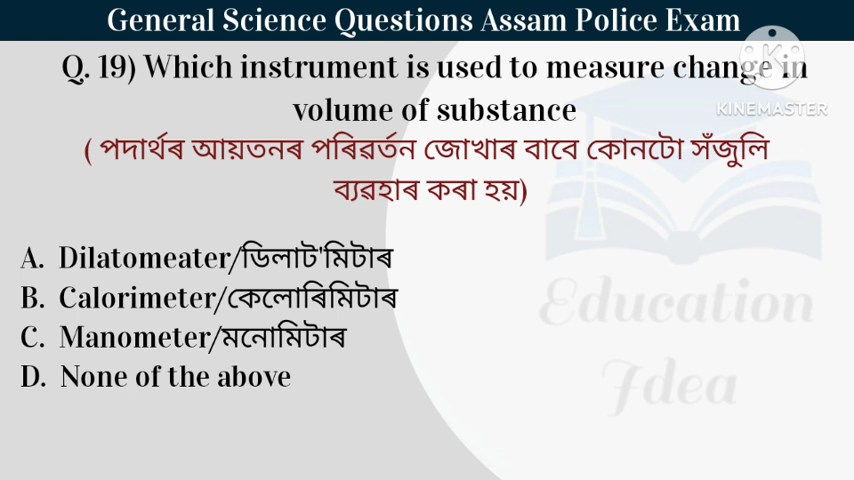 General Science Questions Assam Police Exam
Q. 19) Which instrument is used to measure change in
KINEMASTER
volume of substance
( পদাৰ্থৰ আয়তনৰ পৰিৱৰ্তন জোখাৰ বাবে কোনটো সঁজুলি
ব্যৱহাৰ কৰা হয়)
A. Dilatomeater/ডিলাট'মিটাৰ
B. Calorimeter/কেলোৰিমিটাৰ
C. Manometer/মনোমিটাৰ
D. None of the above
Education
Idea